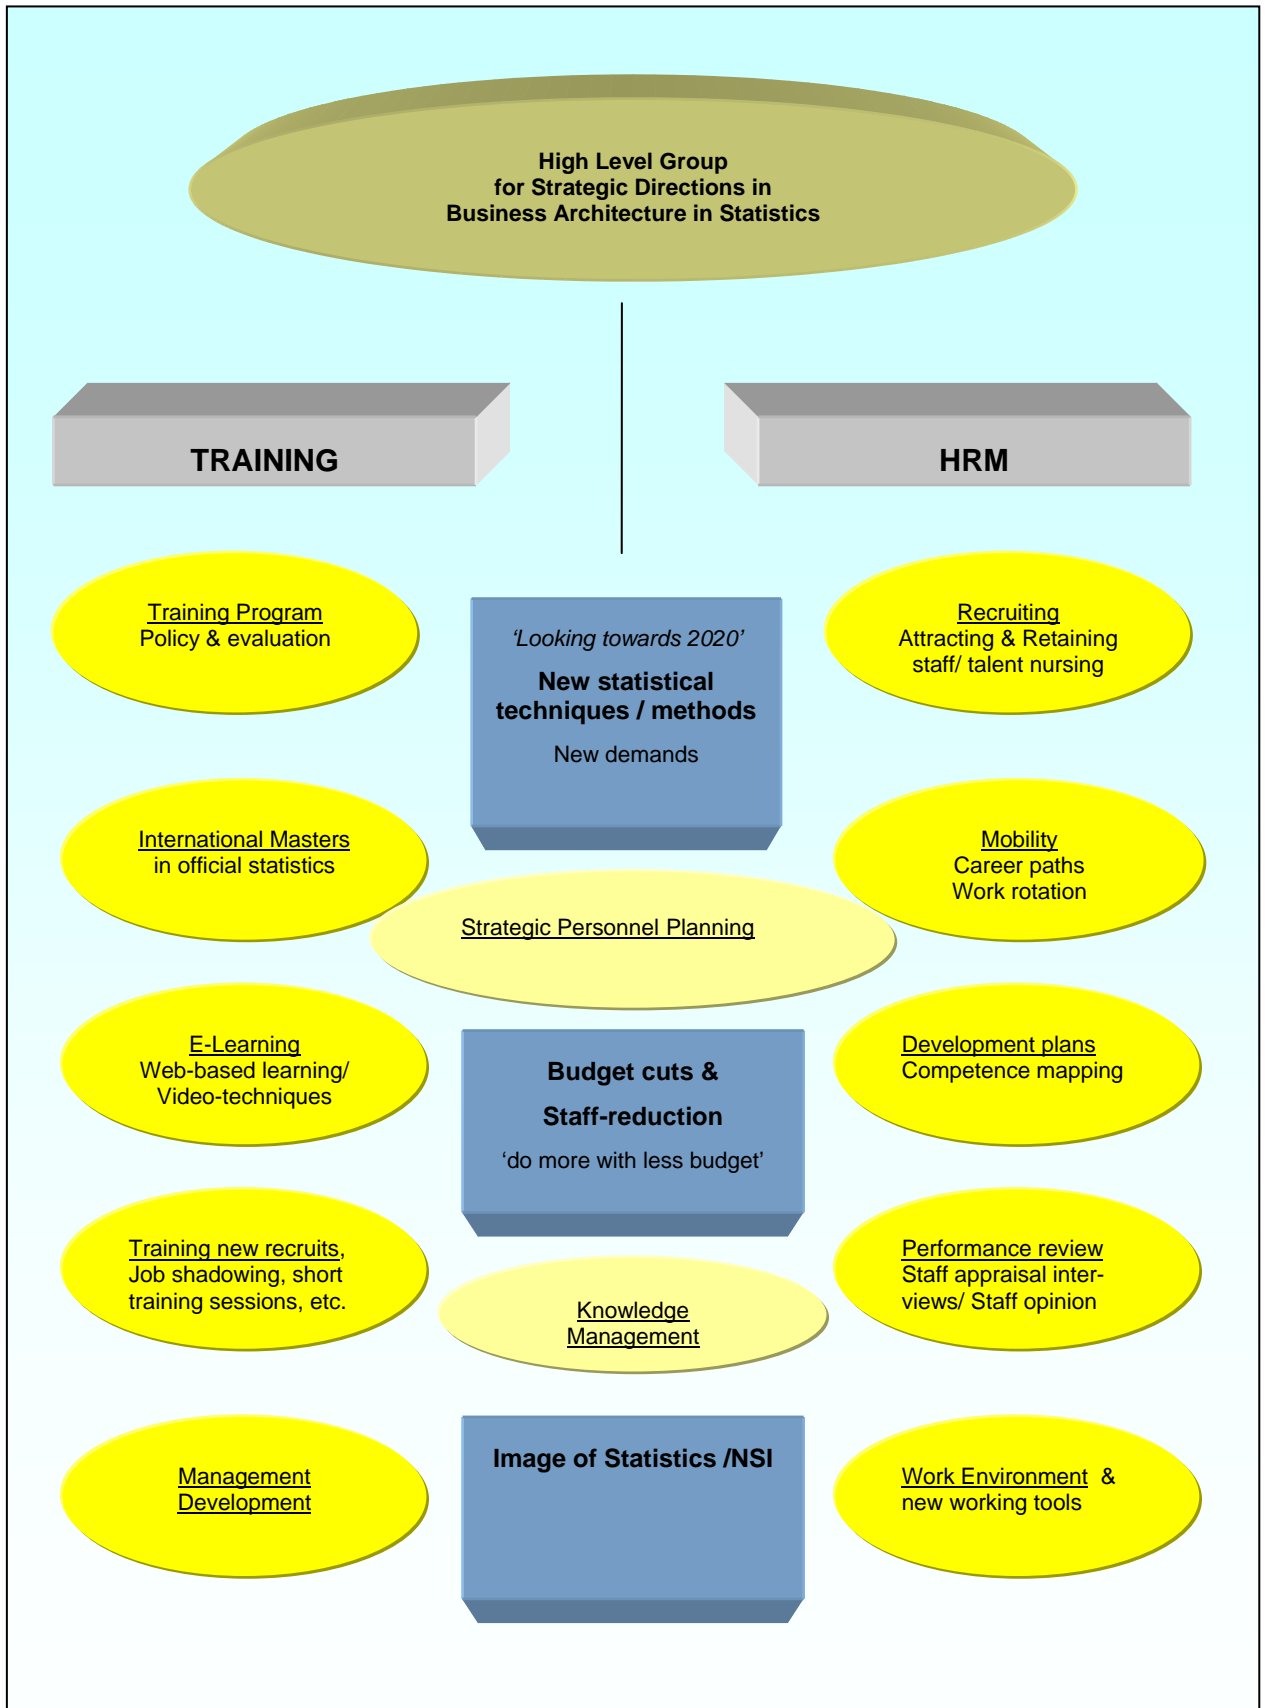 High Level Group
for Strategic Directions in
Business Architecture in Statistics
TRAINING
HRM
Training Program
Policy & evaluation
'Looking towards 2020'
New statistical
techniques / methods
New demands
Recruiting
Attracting & Retaining
staff/ talent nursing
International Masters
in official statistics
Mobility
Career paths
Work rotation
Strategic Personnel Planning
E-Learning
Web-based learning/
Video-techniques
Budget cuts &
Staff-reduction
‘do more with less budget’
Development plans
Competence mapping
Training new recruits,
Job shadowing, short
training sessions, etc.
Knowledge
Management
Performance review
Staff appraisal inter-
views/ Staff opinion
Management
Development
Image of Statistics /NSI
Work Environment &
new working tools